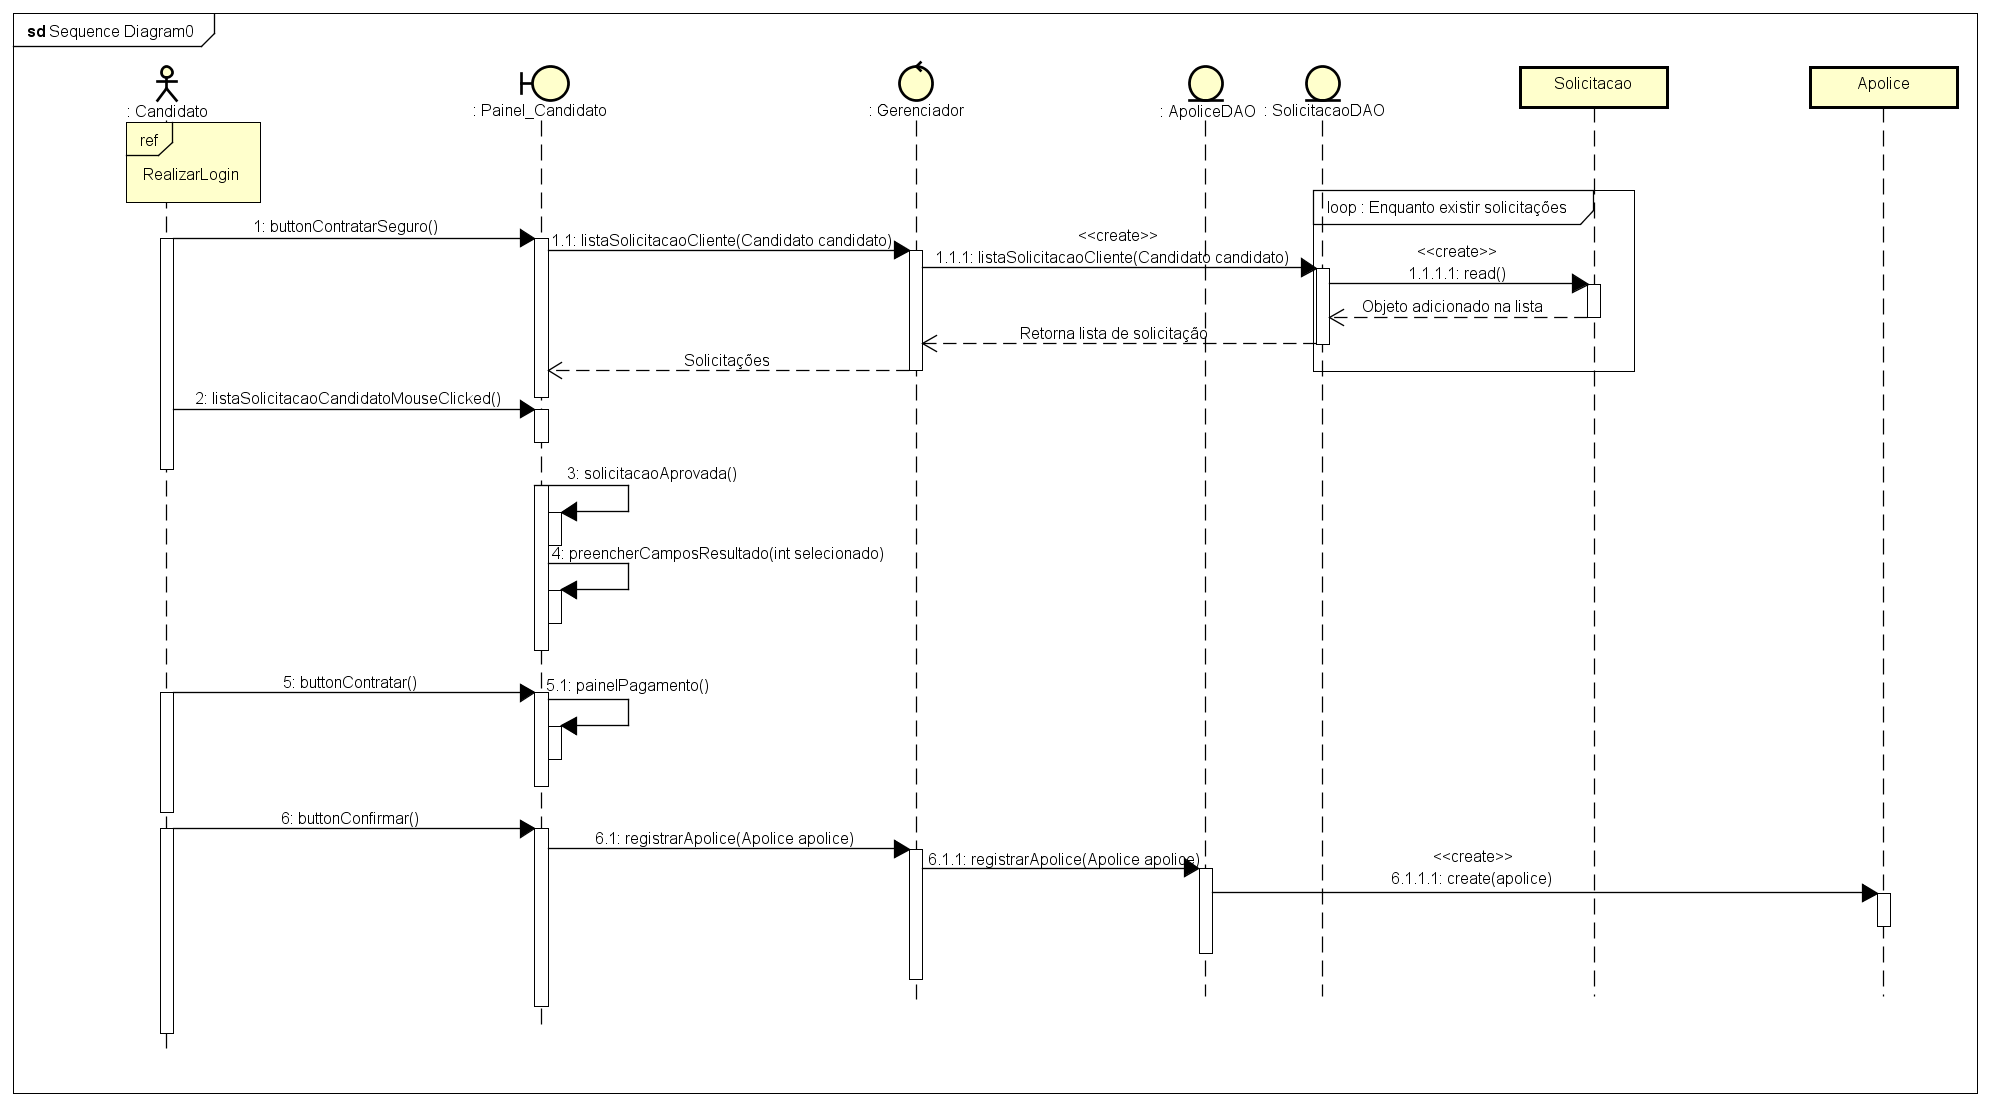 sd Sequence Diagram0
: Candidato
: Painel_Candidato
: Gerenciador
: ApoliceDAO
: SolicitacaoDAO
Solicitacao
Apolice
ref
RealizarLogin
loop : Enquanto existir solicitações
1: buttonContratarSeguro()
1.1: listaSolicitacaoCliente(Candidato candidato)
<<create>>
1.1.1: listaSolicitacaoCliente(Candidato candidato)
<<create>>
1.1.1.1: read()
Objeto adicionado na lista
Retorna lista de solicitação
Solicitações
2: listaSolicitacaoCandidatoMouseClicked()
3: solicitacaoAprovada()
4: preencherCamposResultado(int selecionado)
5: buttonContratar()
5.1: painelPagamento()
6: buttonConfirmar()
6.1: registrarApolice(Apolice apolice)
6.1.1: registrarApolice(Apolice apolice)
<<create>>
6.1.1.1: create(apolice)